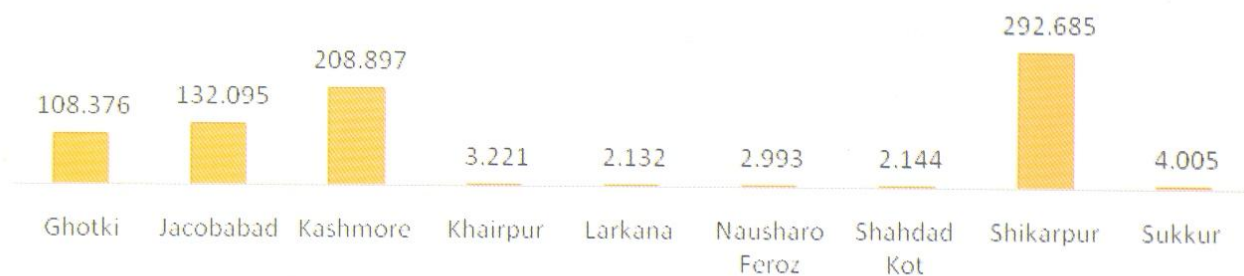 292.685
208.897
108.376 132.095
3.221 2.132 2.993 2.144 4.005
Ghotki Jacobabad Kashmore Khairpur Larkana Nausharo Feroz Shahdad Kot Shikarpur Sukkur